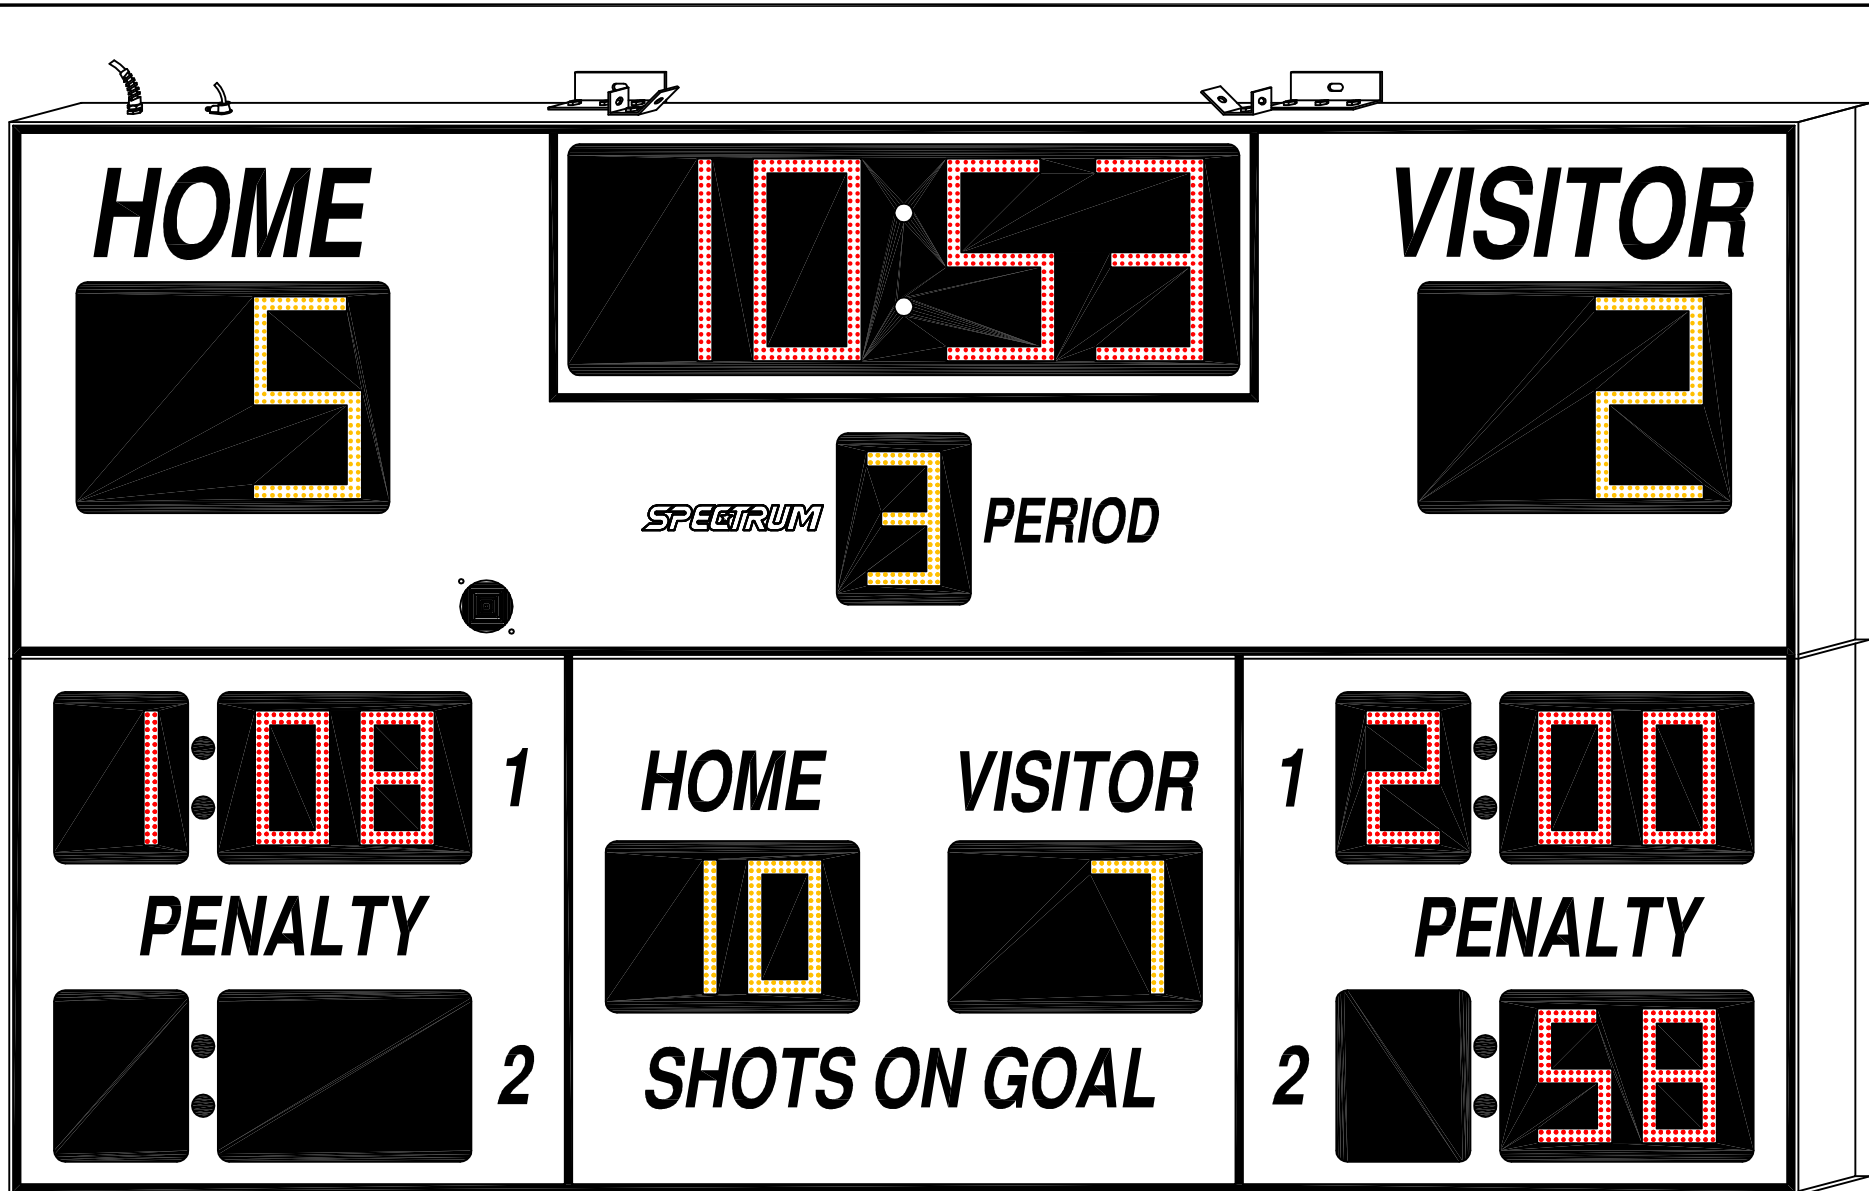 HOME 10:53 VISITOR
5 2
SPECTRUM 3 PERIOD
1:08 1 HOME VISITOR 1 2:00
10 7
PENALTY PENALTY
2 SHOTS ON GOAL 2 :58